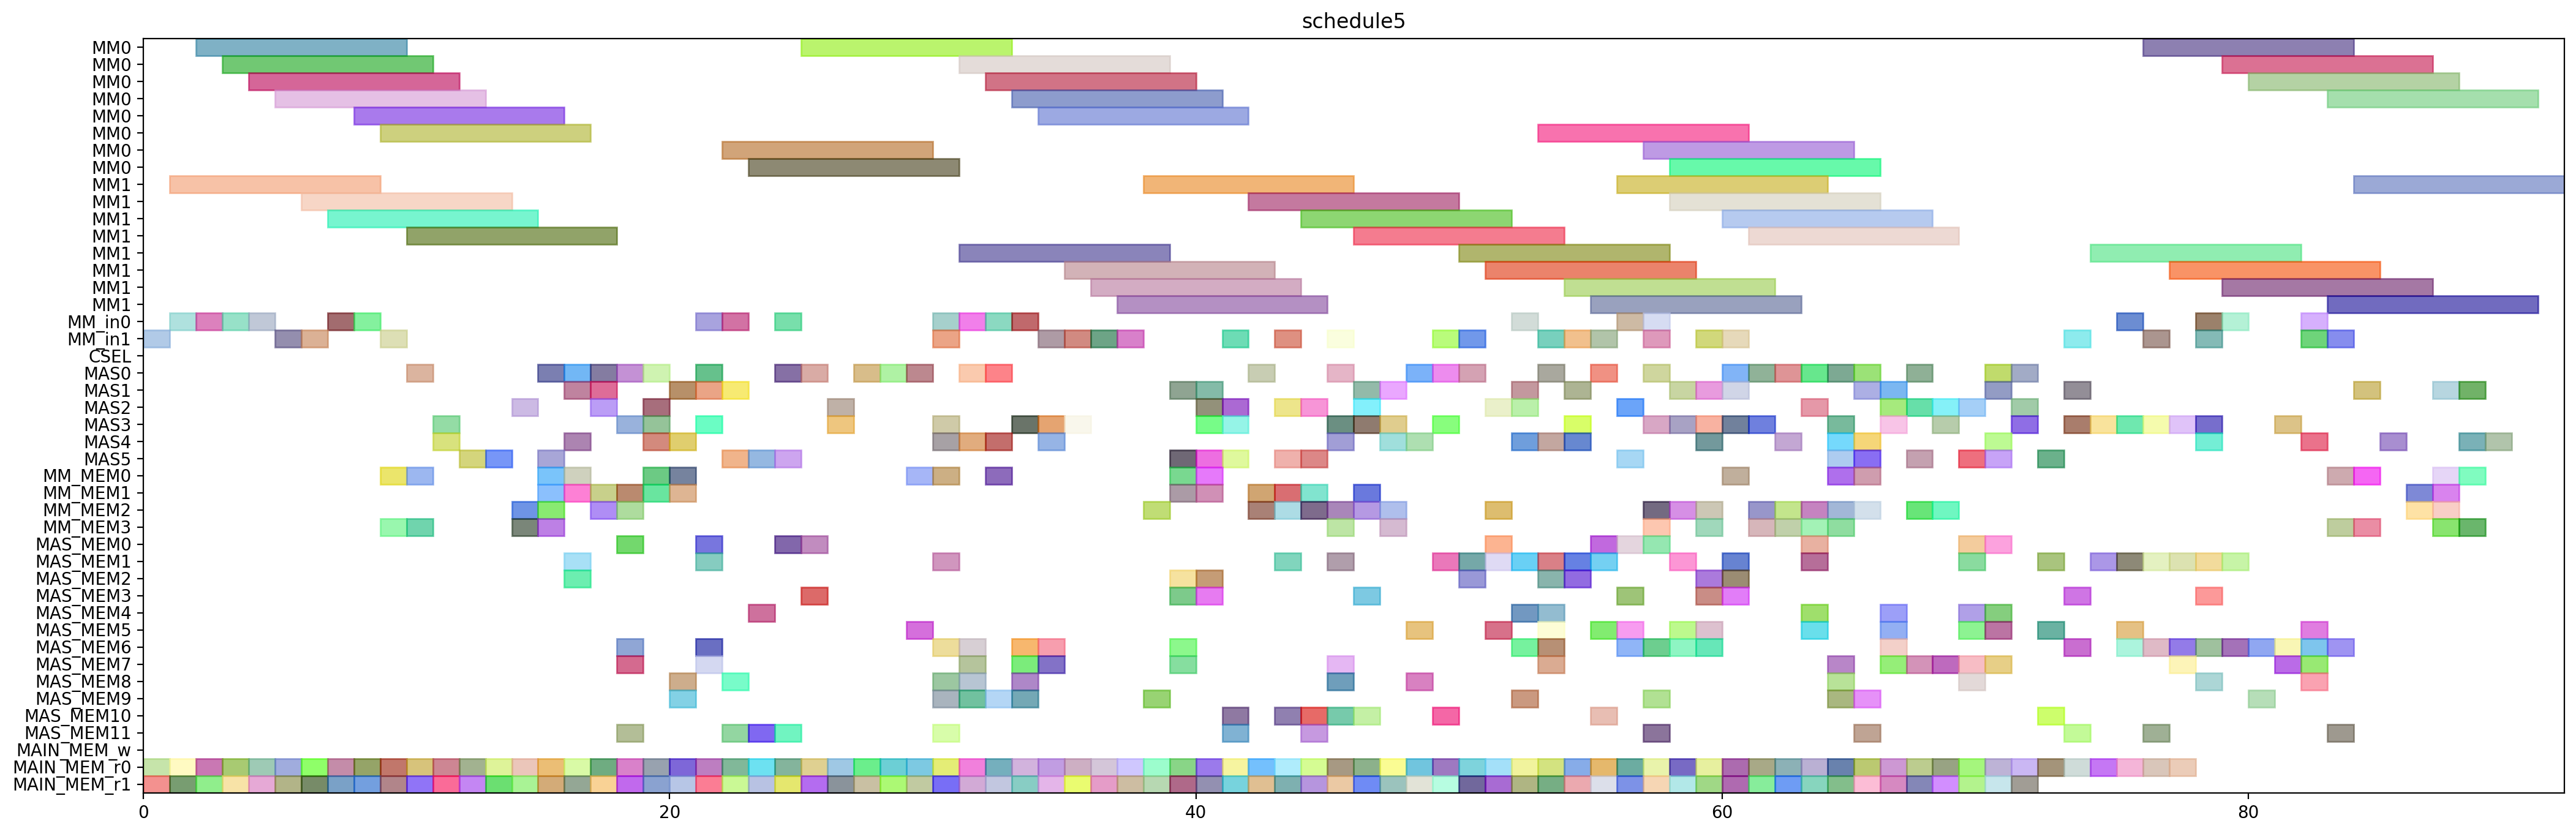 schedule5
MM0
MM0
MM0
MM0
MM0
MM0
MM0
MM0
MM1
MM1
MM1
MM1
MM1
MM1
MM1
MM1
MM_in0
MM_in1
CSEL
MAS0
MAS1
MAS2
MAS3
MAS4
MAS5
MM_MEM0
MM_MEM1
MM_MEM2
MM_MEM3
MAS_MEM0
MAS_MEM1
MAS_MEM2
MAS_MEM3
MAS_MEM4
MAS_MEM5
MAS_MEM6
MAS_MEM7
MAS_MEM8
MAS_MEM9
MAS_MEM10
MAS_MEM11
MAIN_MEM_w
MAIN_MEM_r0
MAIN_MEM_r1
0 20 40 60 80